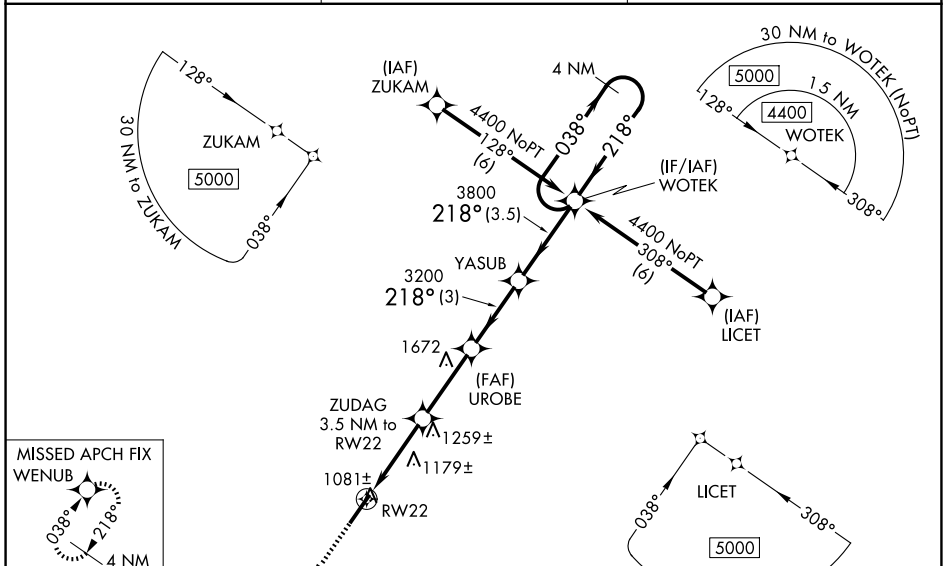 128°
ZUKAM
5000
30 NM to ZUKAM
038°
(IAF)
ZUKAM
4400 NoPT
128°
(6)
4 NM
038°
218°
(IF/IAF)
WOTEK
30 NM to WOTEK (NoPT)
5000
15 NM
4400
128°
WOTEK
308°
3800
218° (3.5)
4400 NoPT
308°
(6)
YASUB
3200
218° (3)
(IAF)
LICET
1672
(FAF)
UROBE
ZUDAG
3.5 NM to
RW22
1259±
1179±
1081±
RW22
MISSED APCH FIX
WENUB
038°
218°
4 NM
LICET
038°
308°
5000